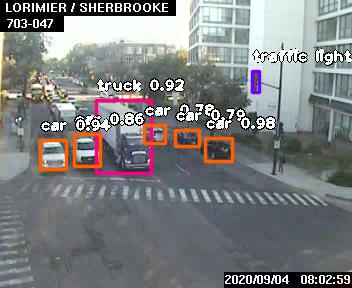 LORIMIER / SHERBROOKE
703-047
traffic light
truck 0.92
car 0.78
car 0.79
car 0.94
0.86
car 0.98
2020/09/04 08:02:59